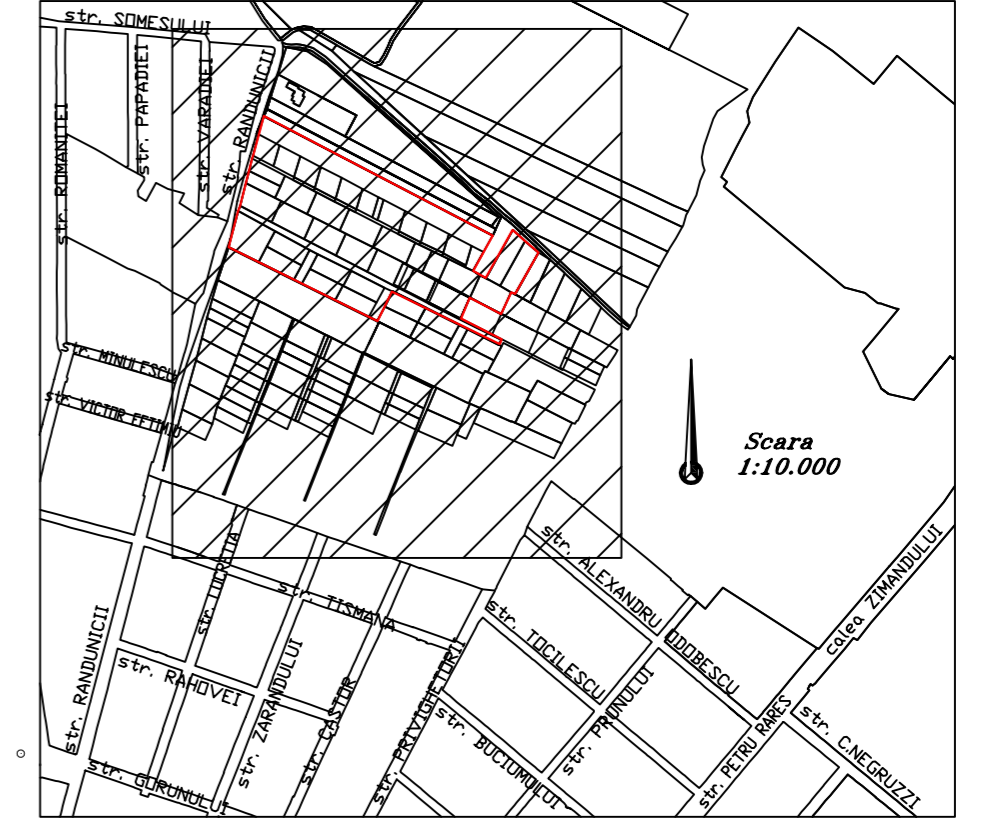 str. SOMESULUI
str. ROMANITEI
str. PAPADIEI
str. VARADIEI
str. RANDUNICII
str. MINULESCU
str. VICTOR EFTIMIU
Scara
1:10.000
str. LUCRETIA
str. TISMANA
str. ALEXANDRU ODOBESCU
calea ZIMANDULUI
str. TOCILESCU
str. RANDUNICII
str. RAHOVEI
str. ZARANDULUI
str. CASTOR
str. PRIVIGHETORII
str. PRUNULUI
str. BUCIUMULUI
str. PETRU RARES
str. C.NEGRUZZI
str. GORUNULUI